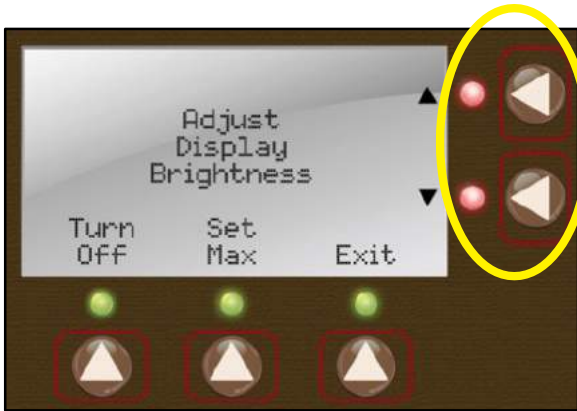 Adjust
Display
Brightness
Turn Set
Off Max Exit